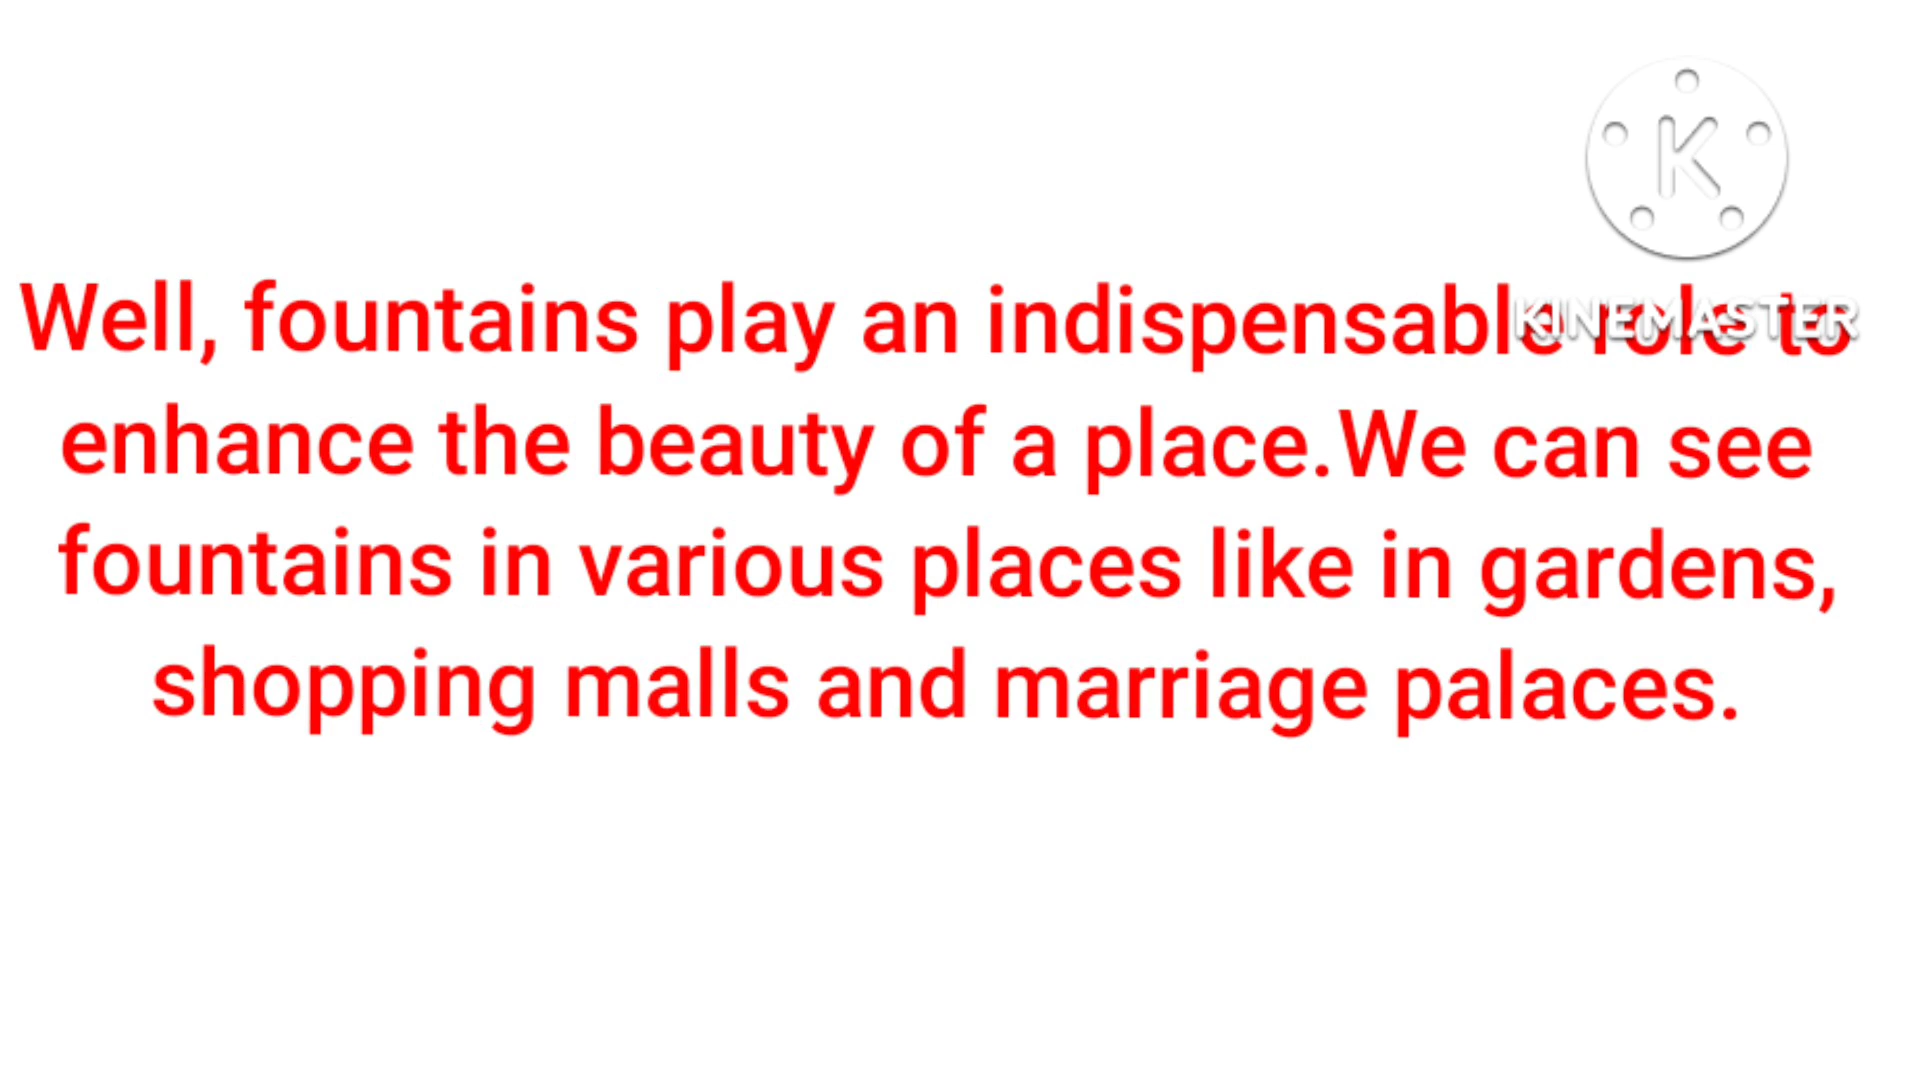 K
KINEMASTER
Well, fountains play an indispensable role to
enhance the beauty of a place.We can see
fountains in various places like in gardens,
shopping malls and marriage palaces.